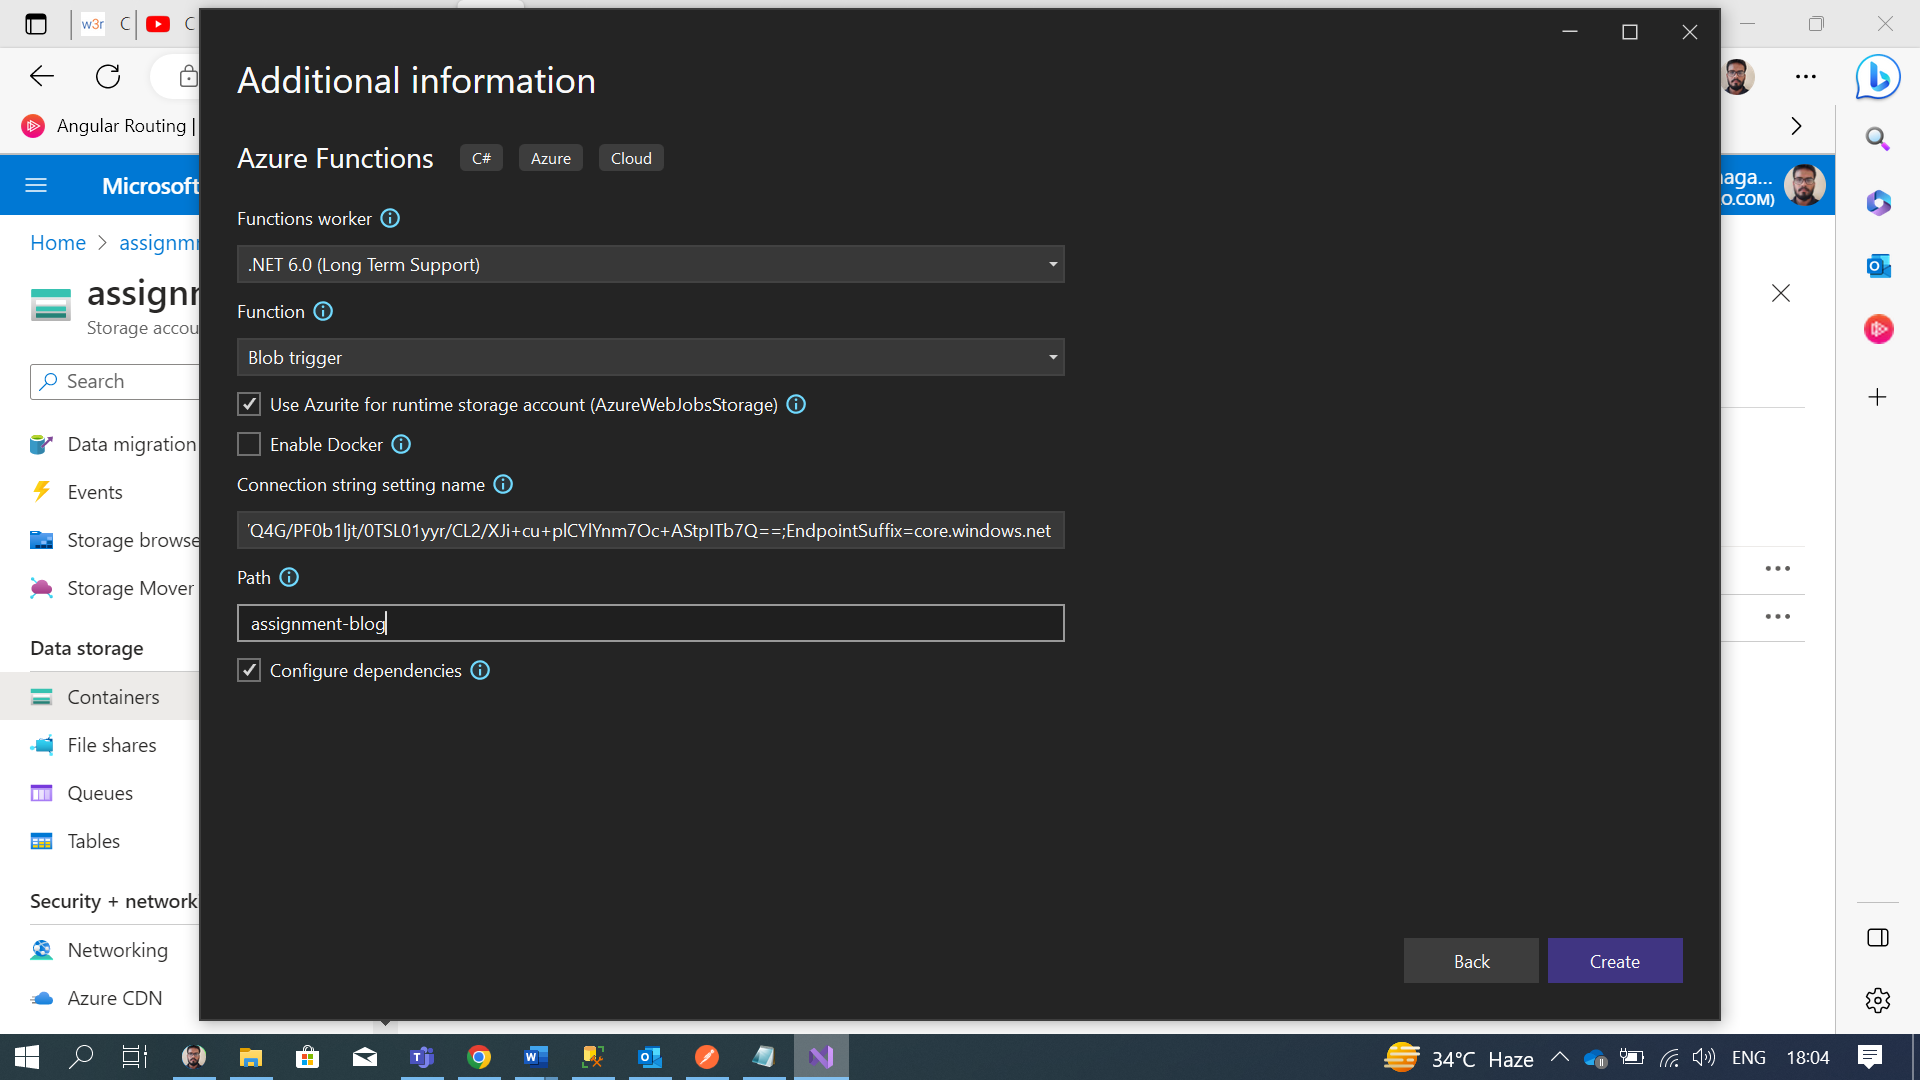 w3r
C
C
Angular Routing |
Microsoft
Home > assignm
assignr
Storage accou
Search
Data migration
Events
Storage browse
Storage Mover
Data storage
Containers
File shares
Queues
Tables
Security + network
Networking
Azure CDN
Additional information
Azure Functions C# Azure Cloud
Functions worker
.NET 6.0 (Long Term Support)
Function
Blob trigger
Use Azurite for runtime storage account (AzureWebJobsStorage)
Enable Docker
Connection string setting name
Q4G/PF0b1ljt/0TSL01yyr/CL2/XJi+cu+plCYlYnm7Oc+AStpITb7Q==;EndpointSuffix=core.windows.net
Path
assignment-blog
Configure dependencies
Back
Create
naga...
O.COM)
34°C Haze
ENG
18:04